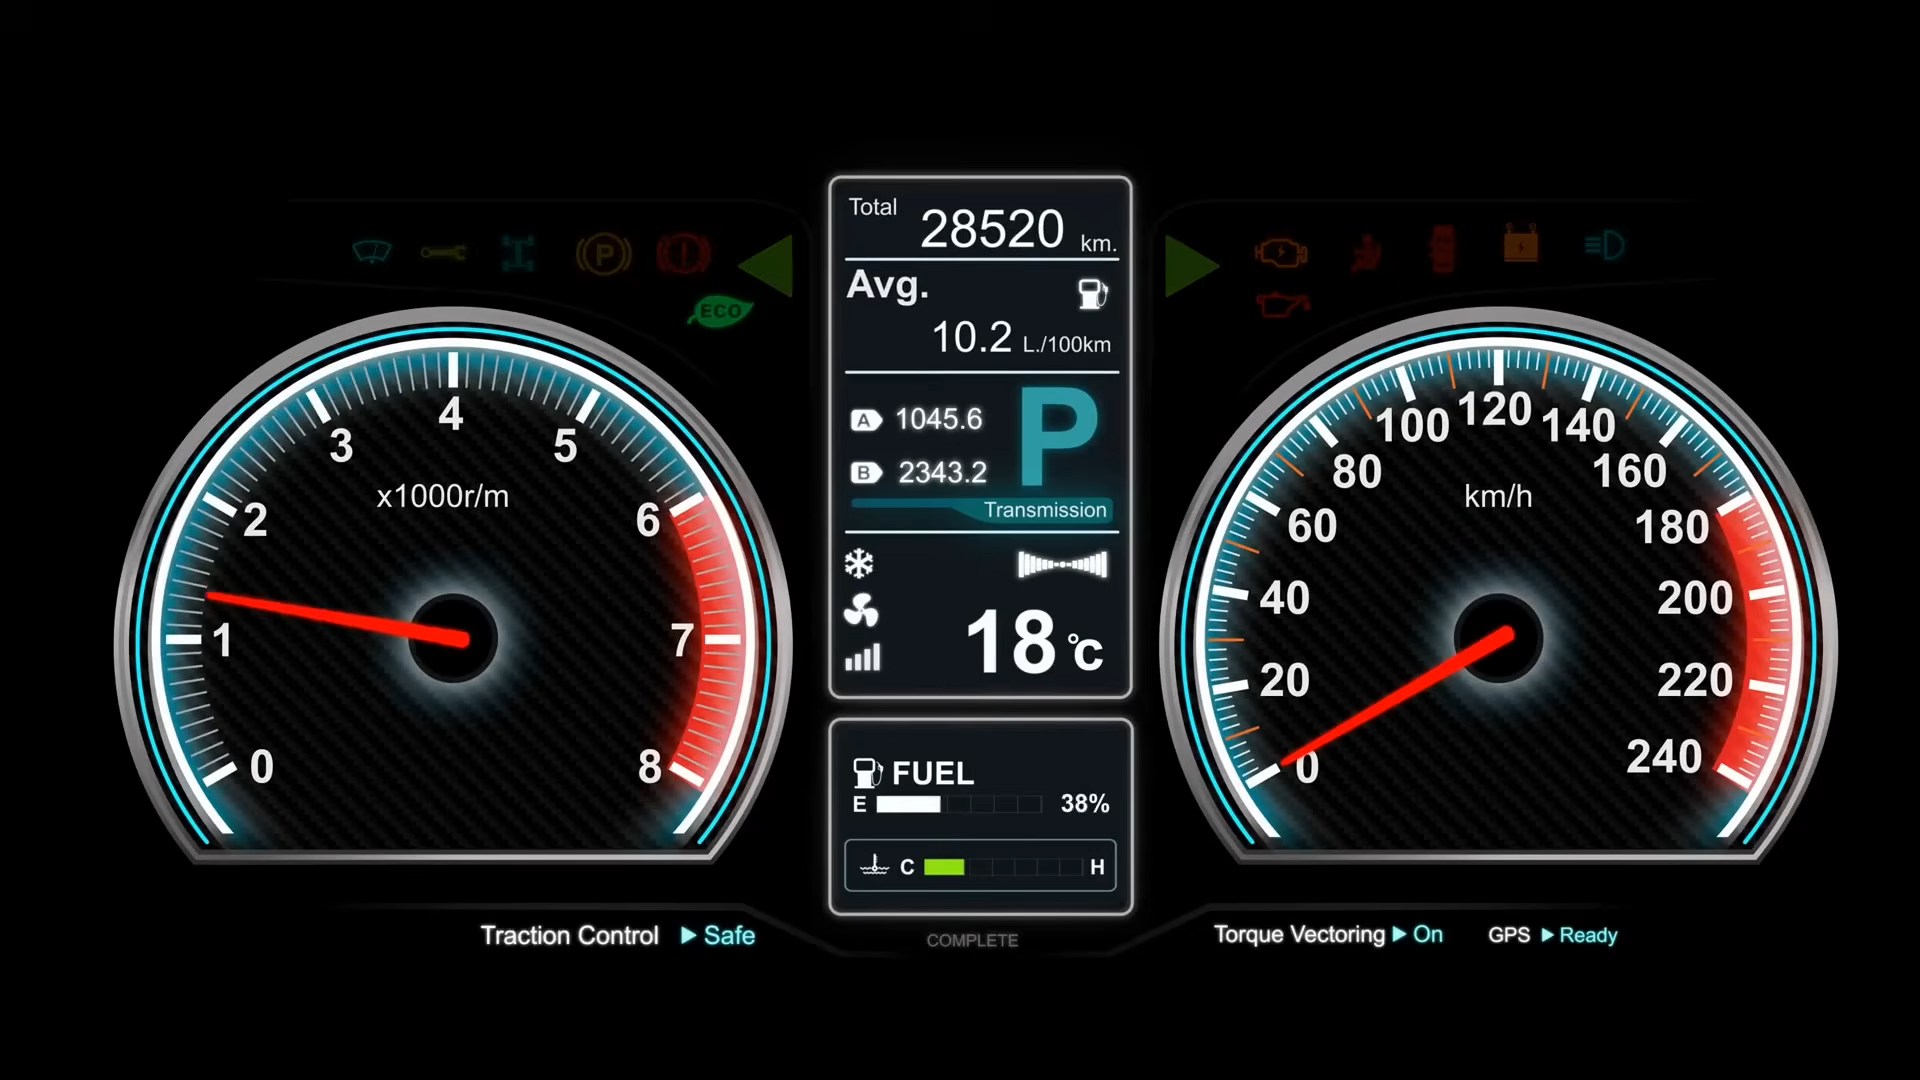 Total 28520 km.
Avg.
10.2 L./100km
A 1045.6
B 2343.2
P
Transmission
18 °C
FUEL
E 38%
C H
COMPLETE
P
!
ECO
0
1
2
3
4
5
6
7
8
x1000r/m
0
20
40
60
80
100
120
140
160
180
200
220
240
km/h
Traction Control Safe
Torque Vectoring On
GPS Ready